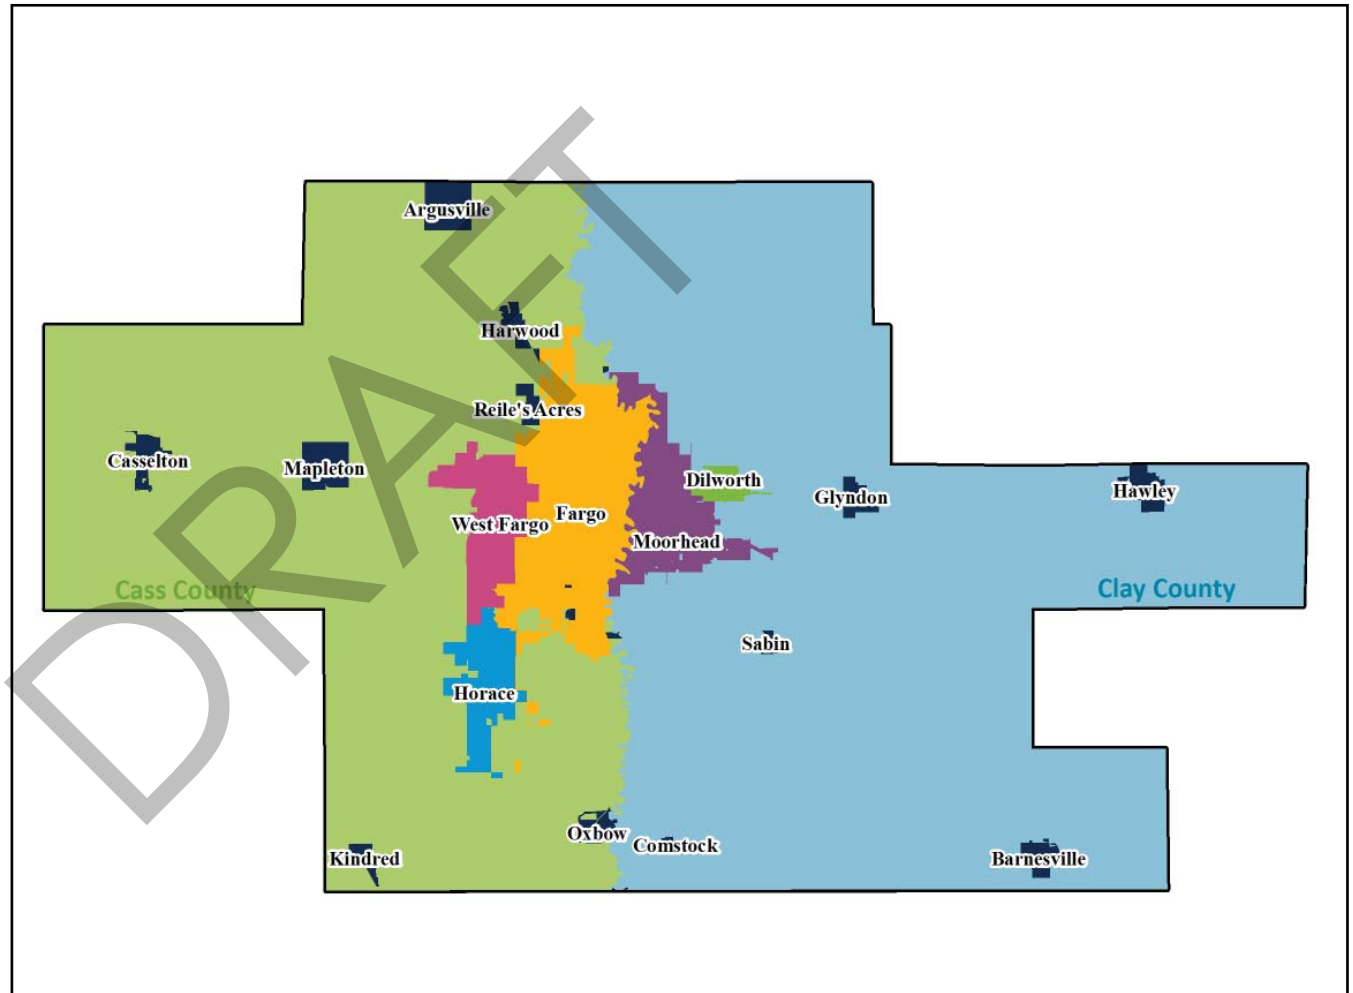 Argusville
Harwood
Reile's Acres
Casselton
Mapleton
Dilworth
Glyndon
Hawley
West Fargo
Fargo
Moorhead
Cass County
Clay County
Sabin
Horace
Oxbow
Comstock
Kindred
Barnesville
DRAFT